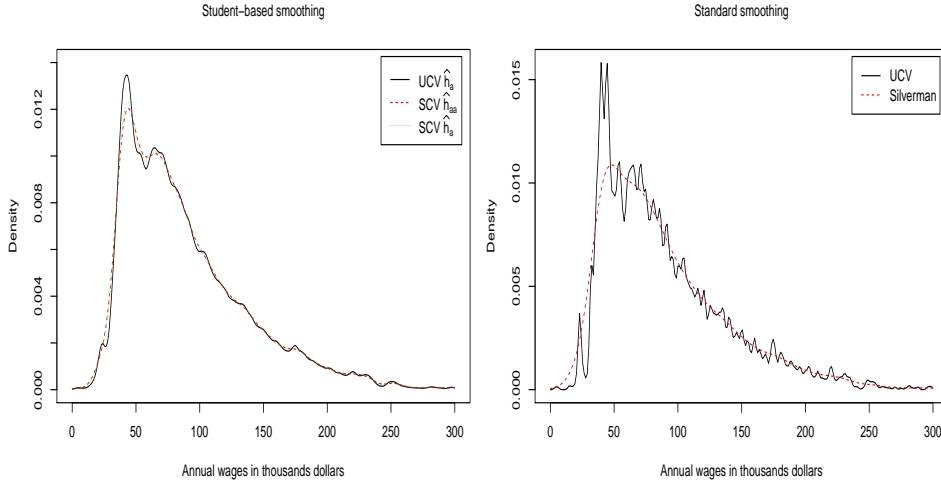 Student-based smoothing
UCV ĥa
SCV ĥaa
SCV ĥa
Density
0.000
0.004
0.008
0.012
0 50 100 150 200 250 300
Annual wages in thousands dollars
Standard smoothing
UCV
Silverman
Density
0.000
0.005
0.010
0.015
0 50 100 150 200 250 300
Annual wages in thousands dollars